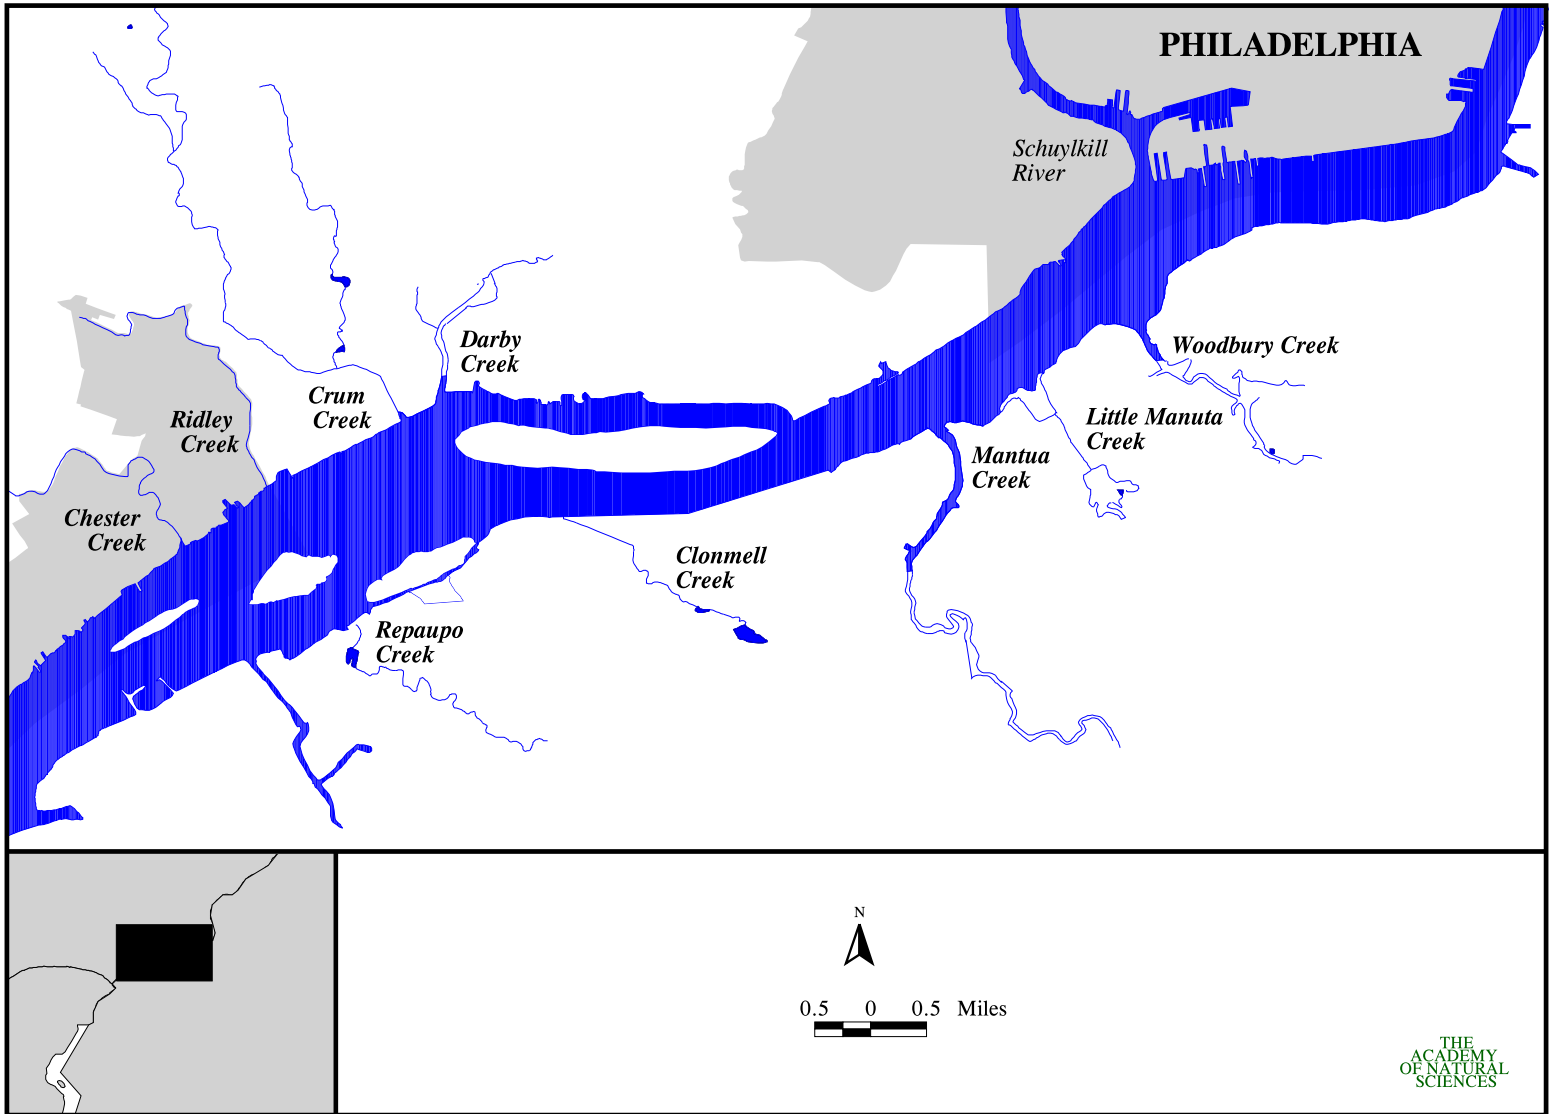 PHILADELPHIA
Schuylkill
River
Darby
Creek
Woodbury Creek
Crum
Creek
Ridley
Creek
Little Manuta
Creek
Mantua
Creek
Chester
Creek
Clonmell
Creek
Repaupo
Creek
N
0.5 0 0.5 Miles
THE
ACADEMY
OF NATURAL
SCIENCES